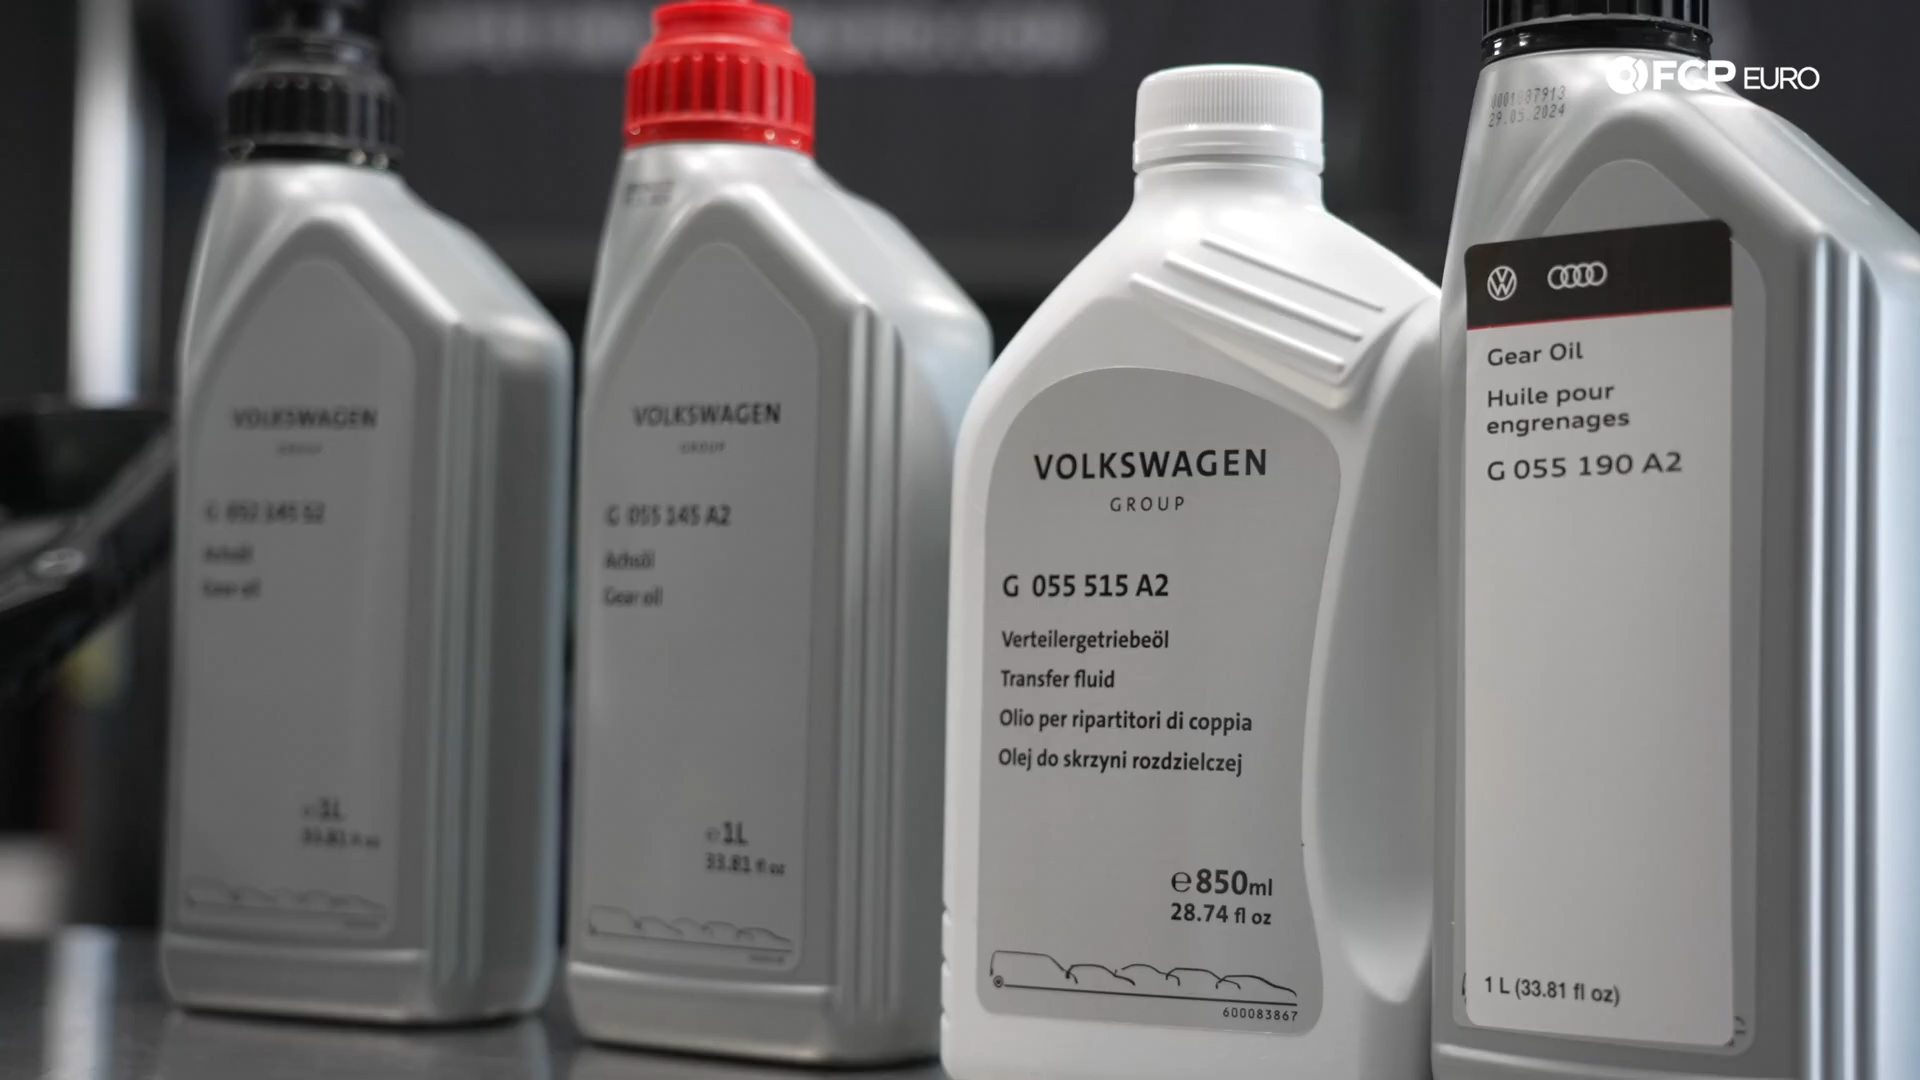 FCP EURO
VOLKSWAGEN
GROUP
Achsöl
Gear oil
1L
33.81 fl oz
VOLKSWAGEN
GROUP
G 055 145 A2
Achsöl
Gear oil
e 1L
33.81 fl oz
VOLKSWAGEN
GROUP
G 055 515 A2
Verteilergetriebeöl
Transfer fluid
Olio per ripartitori di coppia
Olej do skrzyni rozdzielczej
℮850ml
28.74 fl oz
600083867
29.05.2024
Gear Oil
Huile pour
engrenages
G 055 190 A2
1 L (33.81 fl oz)